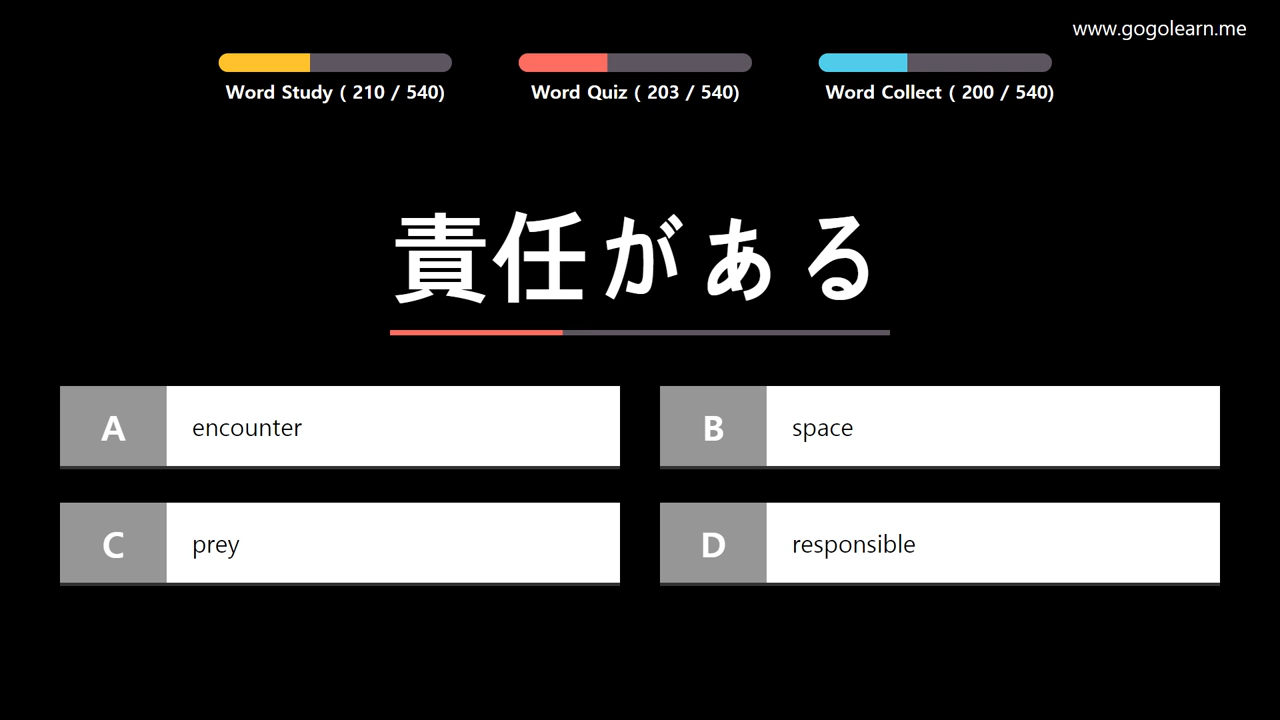 www.gogolearn.me
Word Study ( 210 / 540)
Word Quiz ( 203 / 540)
Word Collect ( 200 / 540)
責任がある
A encounter
B space
C prey
D responsible